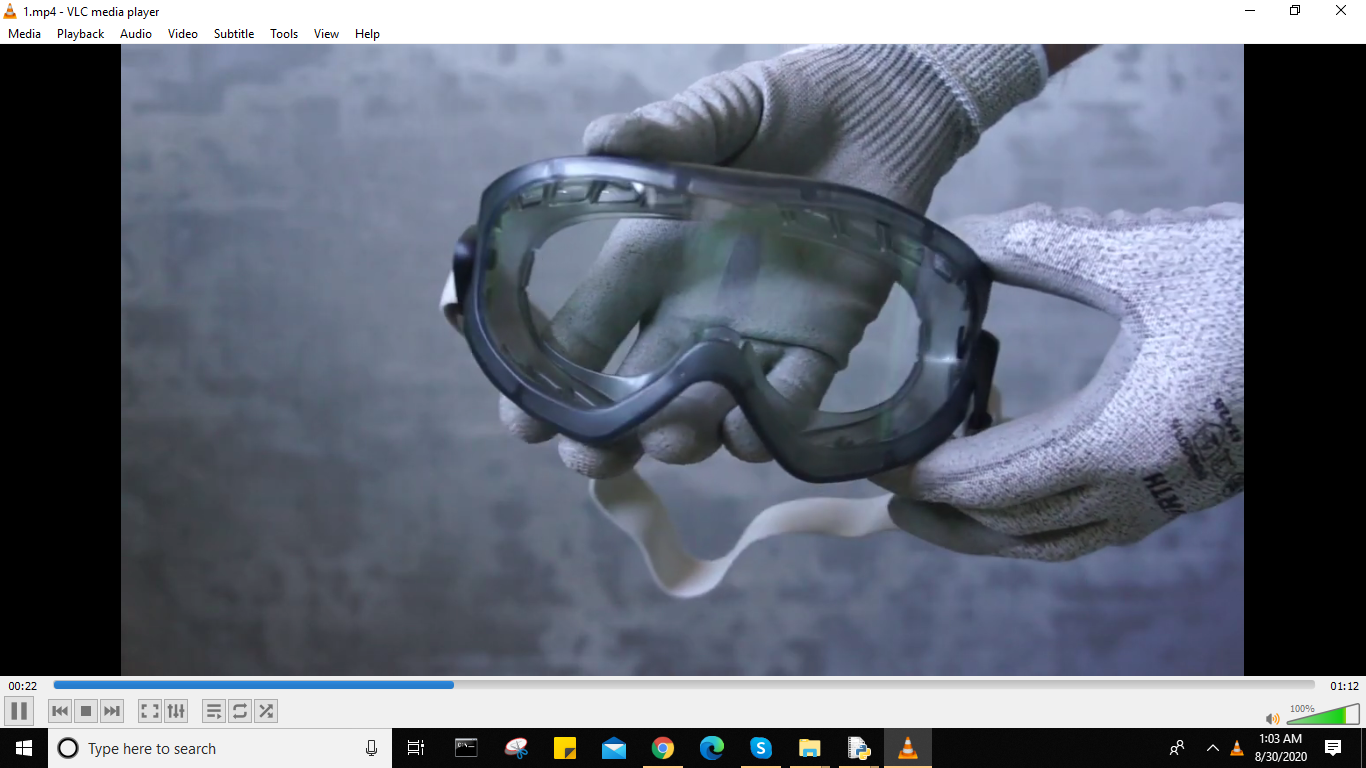 1.mp4 - VLC media player
Media Playback Audio Video Subtitle Tools View Help
00:22
01:12
100%
Type here to search
1:03 AM
8/30/2020